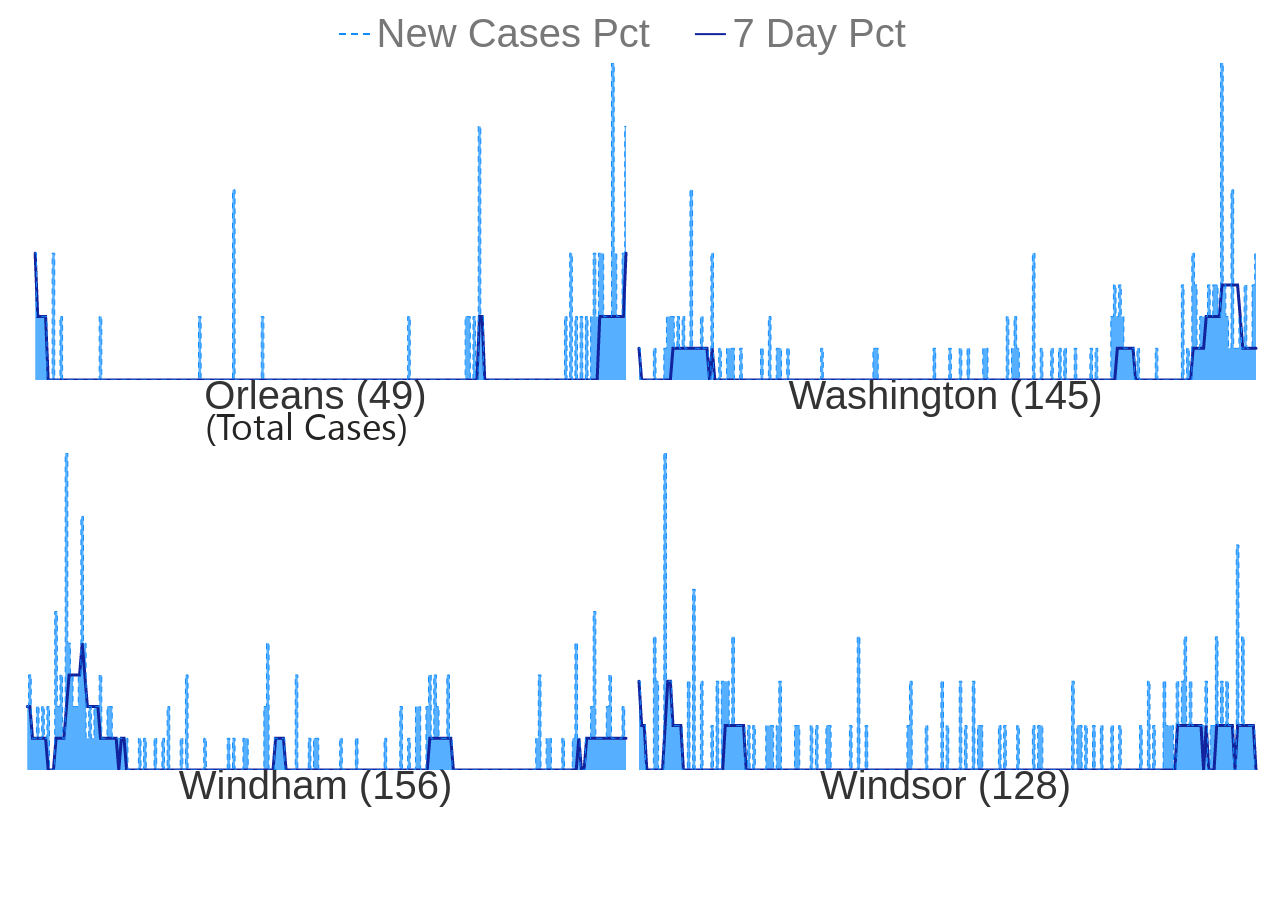 New Cases Pct 7 Day Pct
Orleans (49)
(Total Cases)
Washington (145)
Windham (156)
Windsor (128)